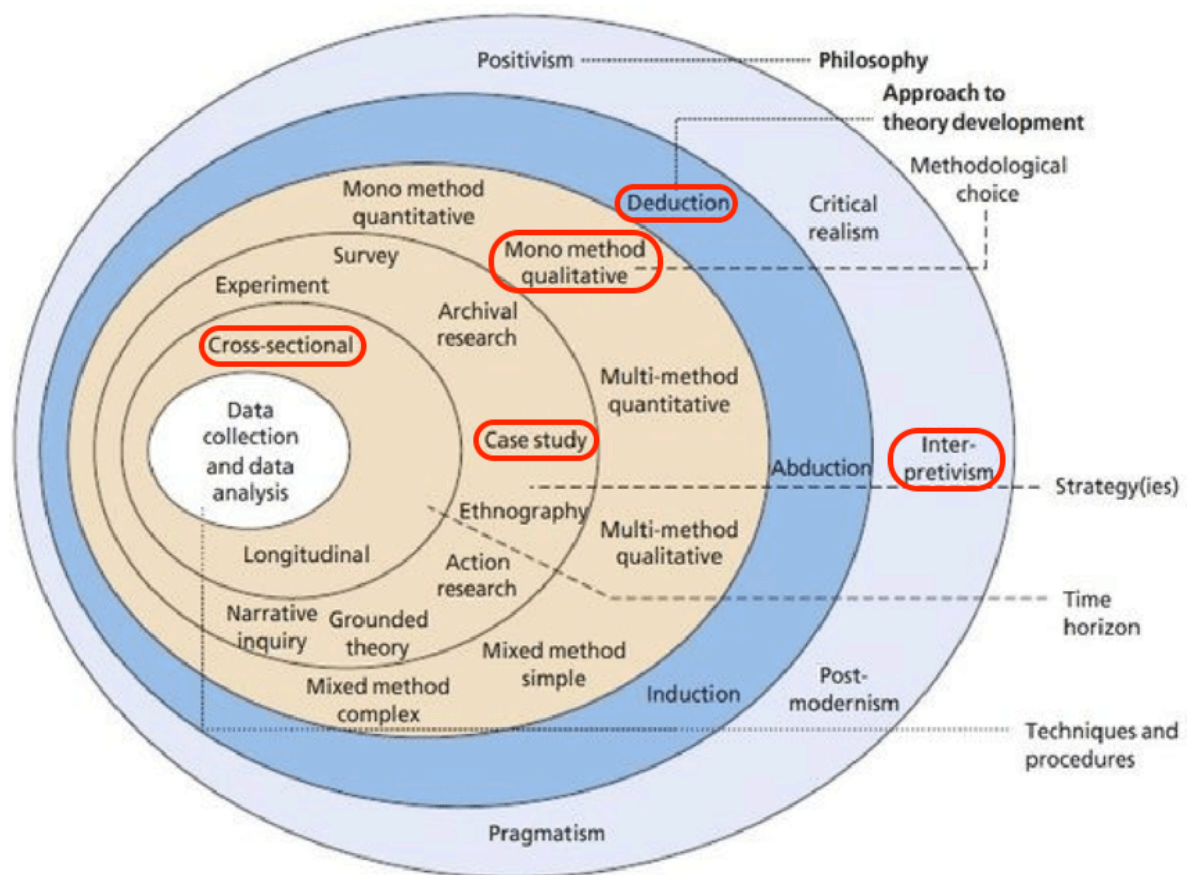 Positivism
Philosophy
Approach to
theory development
Methodological
choice
Mono method
quantitative
Deduction
Critical
realism
Survey
Mono method
qualitative
Experiment
Archival
research
Cross-sectional
Multi-method
quantitative
Data
collection
and data
analysis
Case study
Inter-
pretivism
Abduction
Strategy(ies)
Ethnography
Multi-method
qualitative
Longitudinal
Action
research
Time
horizon
Narrative
inquiry
Grounded
theory
Mixed method
simple
Mixed method
complex
Induction
Post-
modernism
Techniques and
procedures
Pragmatism